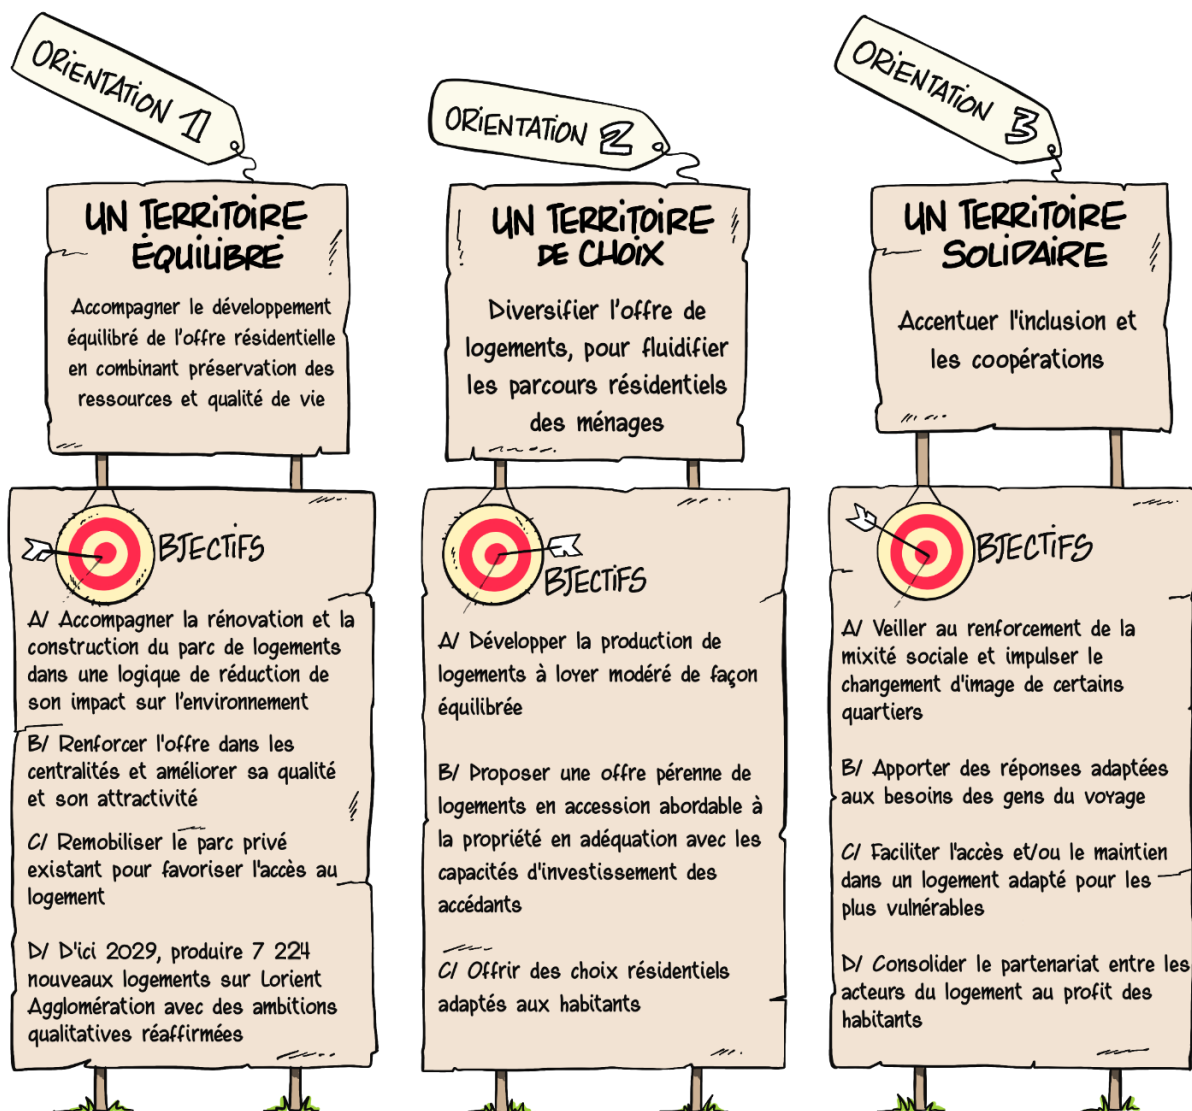 ORIENTATION 1
UN TERRITOIRE
ÉQUILIBRÉ
Accompagner le développement
équilibré de l'offre résidentielle
en combinant préservation des
ressources et qualité de vie
OBJECTIFS
A/ Accompagner la rénovation et la
construction du parc de logements
dans une logique de réduction de
son impact sur l'environnement
B/ Renforcer l'offre dans les
centralités et améliorer sa qualité
et son attractivité
C/ Remobiliser le parc privé
existant pour favoriser l'accès au
logement
D/ D'ici 2029, produire 7 224
nouveaux logements sur Lorient
Agglomération avec des ambitions
qualitatives réaffirmées
ORIENTATION 2
UN TERRITOIRE
DE CHOIX
Diversifier l'offre de
logements, pour fluidifier
les parcours résidentiels
des ménages
OBJECTIFS
A/ Développer la production de
logements à loyer modéré de façon
équilibrée
B/ Proposer une offre pérenne de
logements en accession abordable à
la propriété en adéquation avec les
capacités d'investissement des
accédants
C/ Offrir des choix résidentiels
adaptés aux habitants
ORIENTATION 3
UN TERRITOIRE
SOLIDAIRE
Accentuer l'inclusion et
les coopérations
OBJECTIFS
A/ Veiller au renforcement de la
mixité sociale et impulser le
changement d'image de certains
quartiers
B/ Apporter des réponses adaptées
aux besoins des gens du voyage
C/ Faciliter l'accès et/ou le maintien
dans un logement adapté pour les
plus vulnérables
D/ Consolider le partenariat entre les
acteurs du logement au profit des
habitants